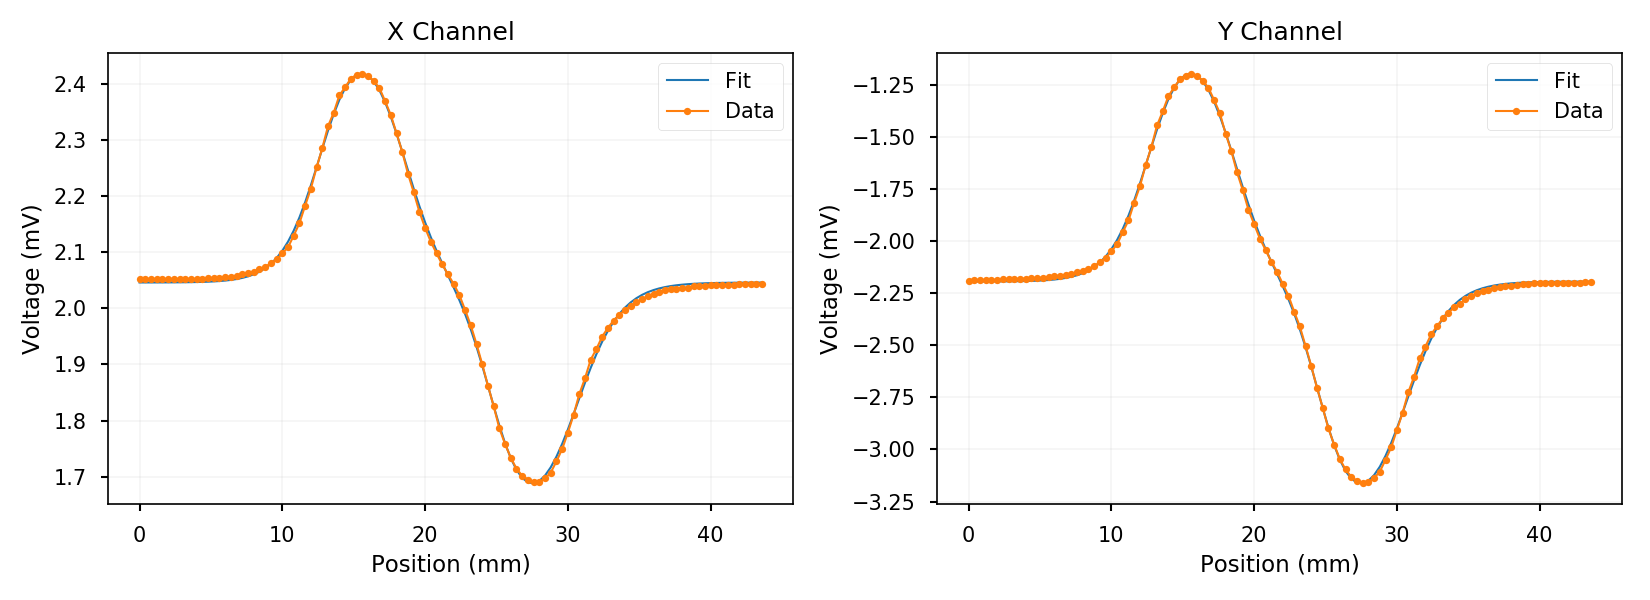 X Channel
Voltage (mV)
2.4
2.3
2.2
2.1
2.0
1.9
1.8
1.7
Fit
Data
0 10 20 30 40
Position (mm)
Y Channel
Voltage (mV)
−1.25
−1.50
−1.75
−2.00
−2.25
−2.50
−2.75
−3.00
−3.25
Fit
Data
0 10 20 30 40
Position (mm)